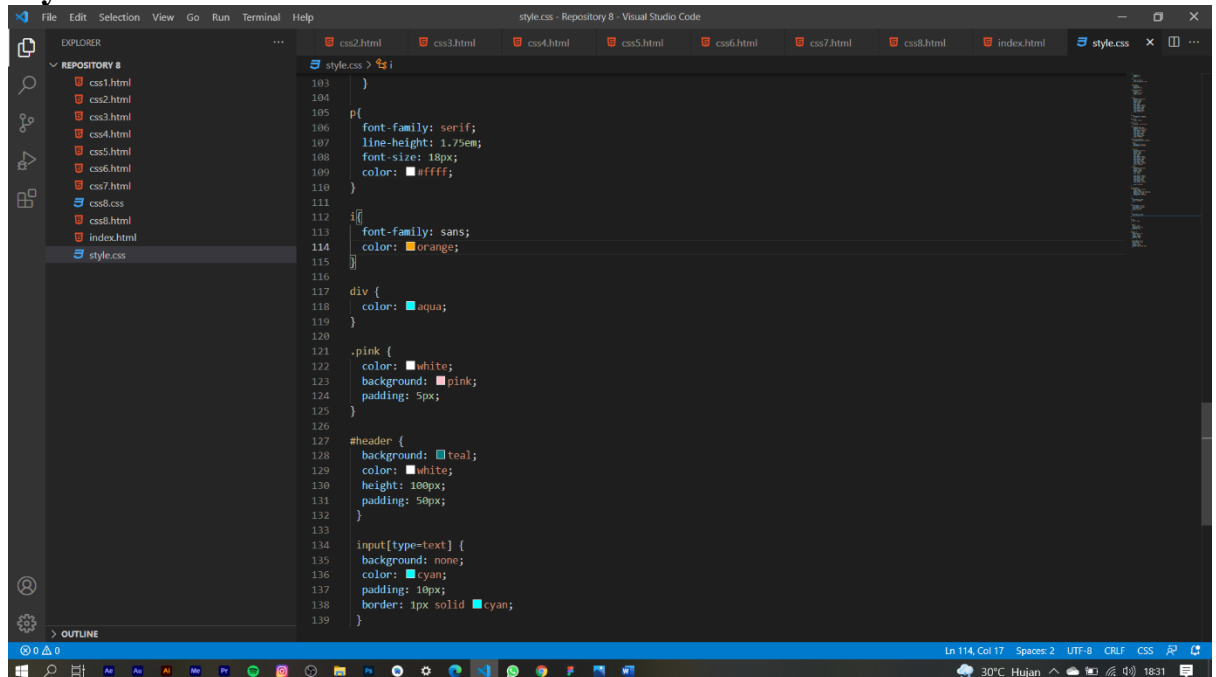 File Edit Selection View Go Run Terminal Help
style.css - Repository 8 - Visual Studio Code
EXPLORER
css2.html css3.html css4.html css5.html css6.html css7.html css8.html index.html style.css
REPOSITORY 8
css1.html
css2.html
css3.html
css4.html
css5.html
css6.html
css7.html
css8.css
css8.html
index.html
style.css
OUTLINE
style.css > i
103 }
104
105 p{
106 font-family: serif;
107 line-height: 1.75em;
108 font-size: 18px;
109 color: #ffff;
110 }
111
112 i{
113 font-family: sans;
114 color: orange;
115 }
116
117 div {
118 color: aqua;
119 }
120
121 .pink {
122 color: white;
123 background: pink;
124 padding: 5px;
125 }
126
127 #header {
128 background: teal;
129 color: white;
130 height: 100px;
131 padding: 50px;
132 }
133
134 input[type=text] {
135 background: none;
136 color: cyan;
137 padding: 10px;
138 border: 1px solid cyan;
139 }
0 0
Ln 114, Col 17 Spaces: 2 UTF-8 CRLF CSS
Ae Au Ai Me Pr Ps
30°C Hujan 18:31